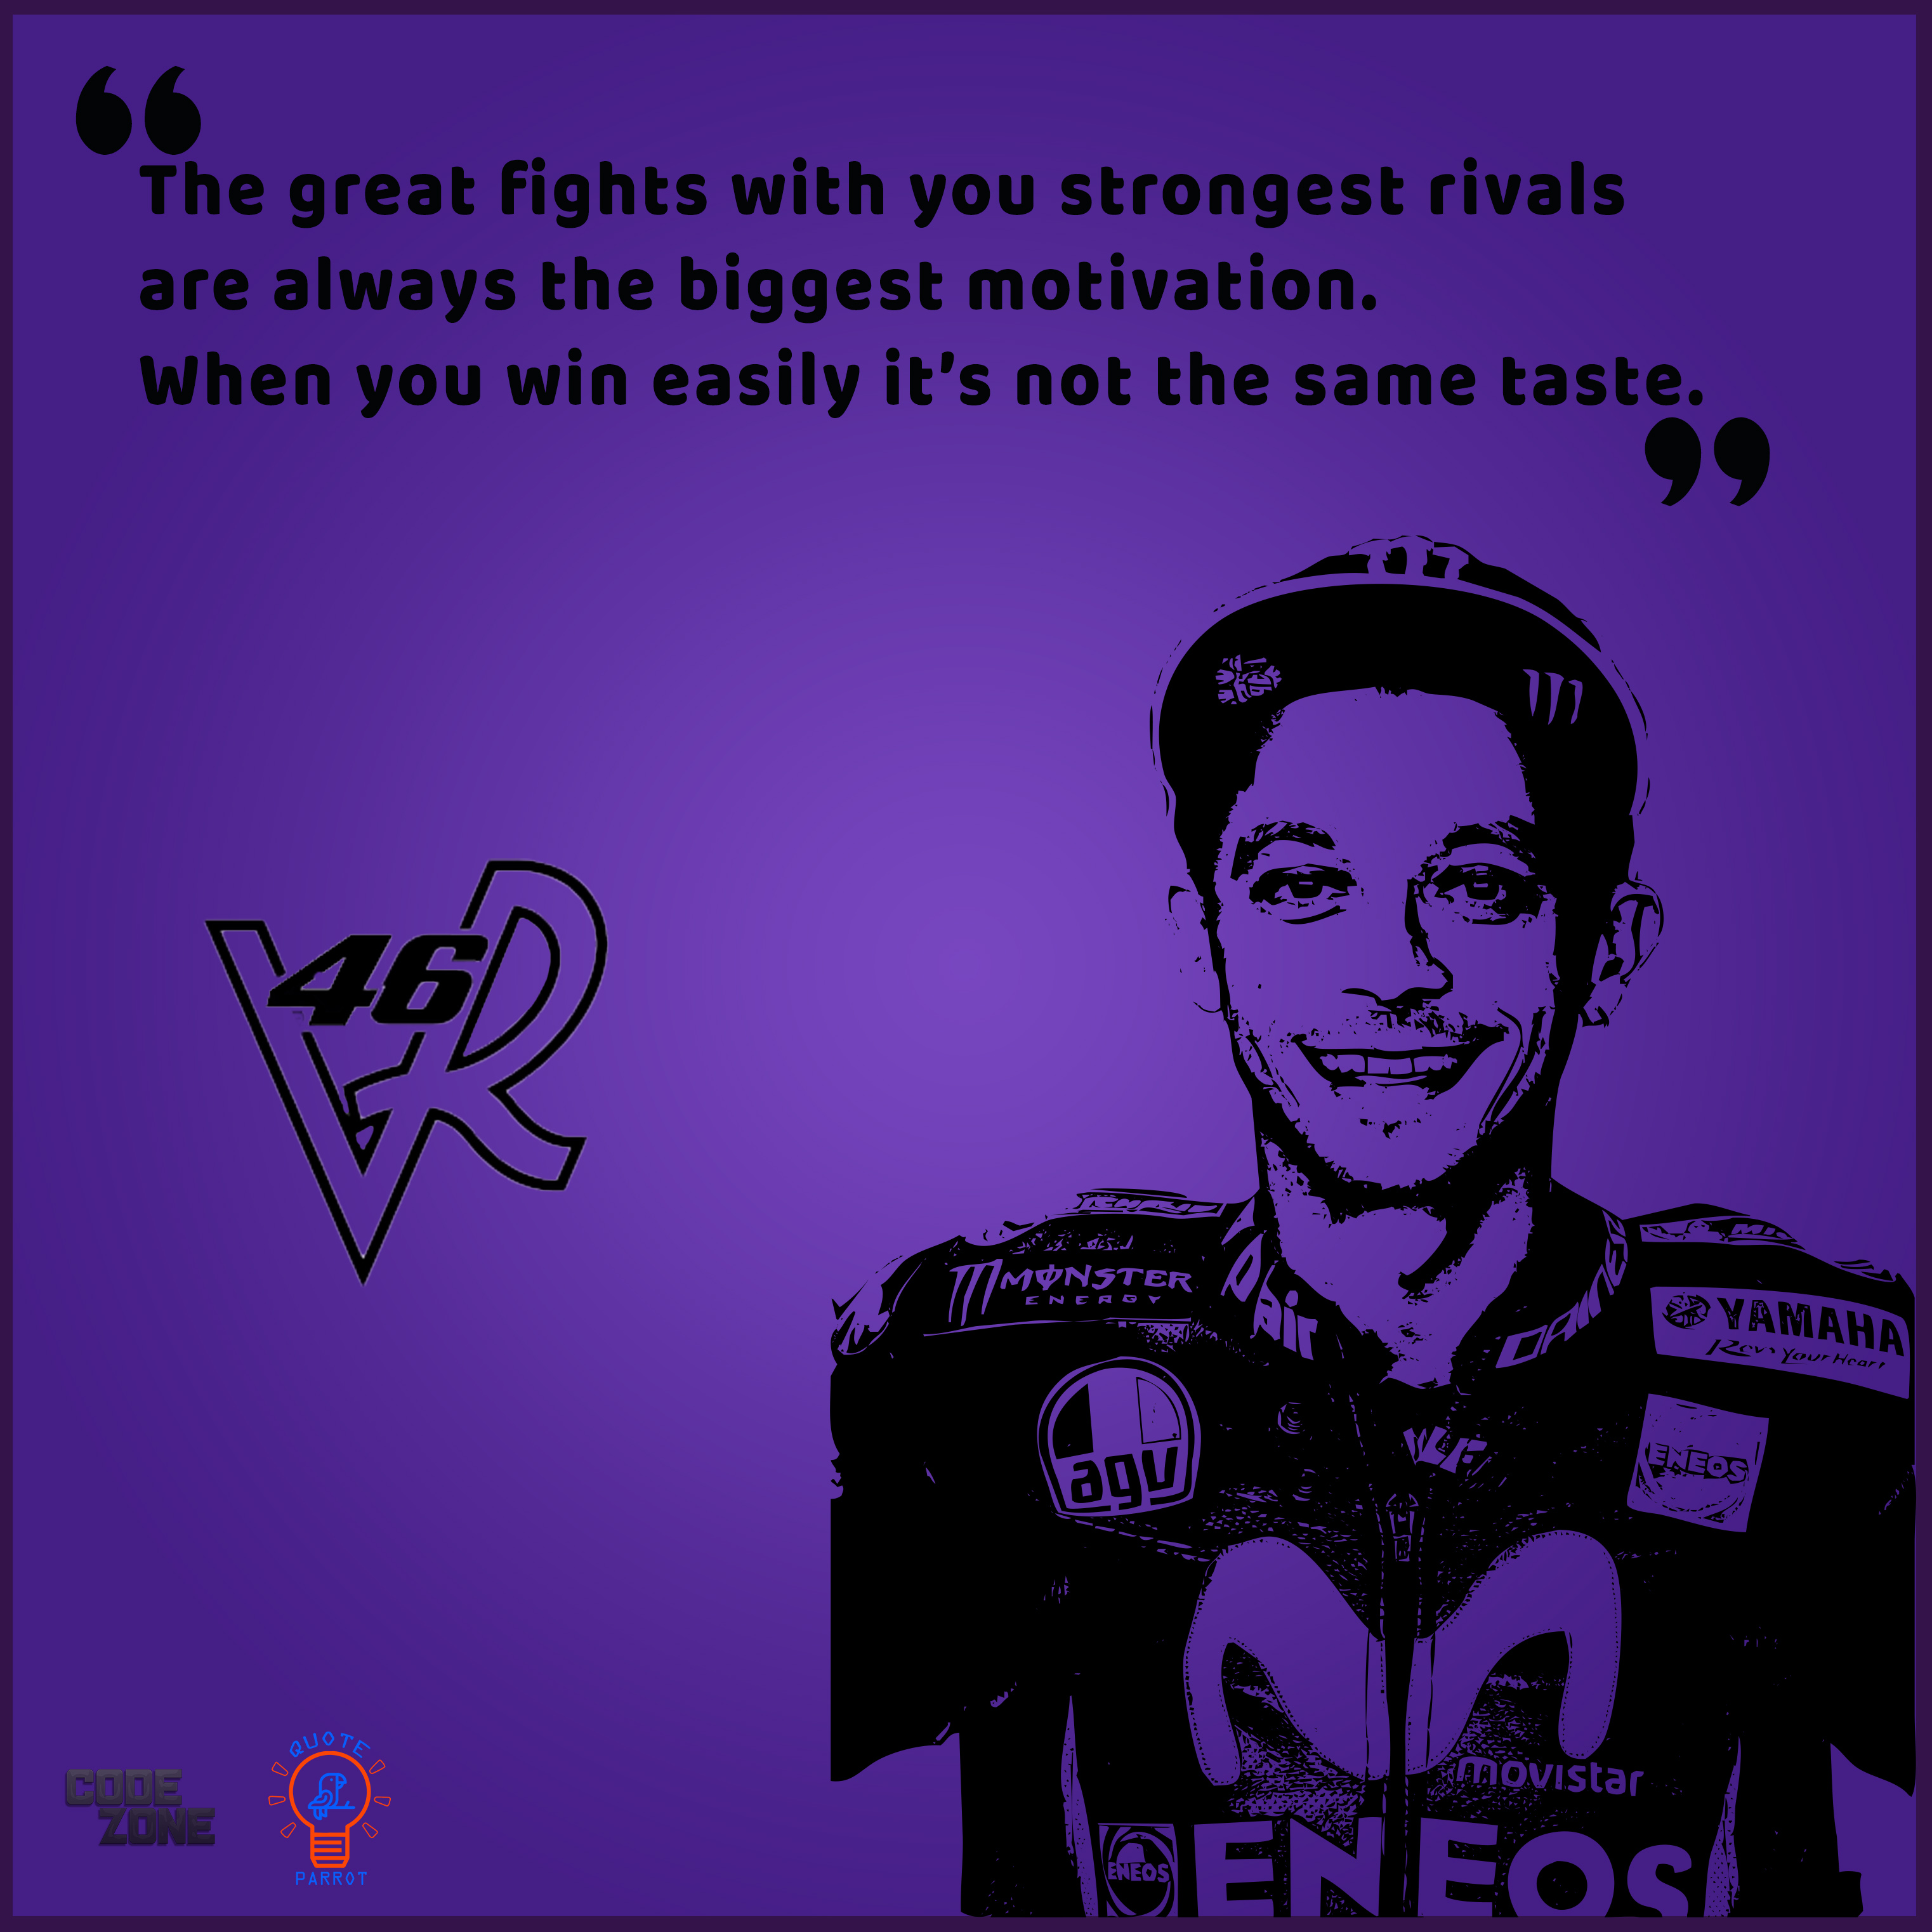 “
The great fights with you strongest rivals
are always the biggest motivation.
When you win easily it’s not the same taste.
”
46
VR
MONSTER
ENERGY
YAMAHA
Revs Your Heart
agv
ENEOS
movistar
ENEOS
ENEOS
CODE
ZONE
QUOTE
PARROT